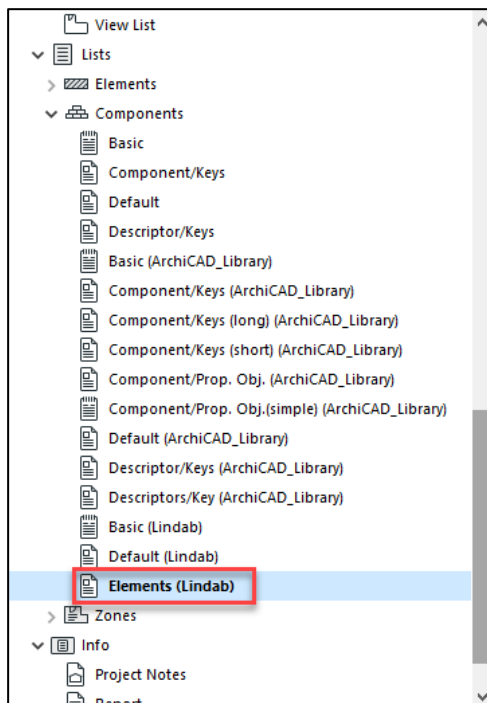 View List
Lists
Elements
Components
Basic
Component/Keys
Default
Descriptor/Keys
Basic (ArchiCAD_Library)
Component/Keys (ArchiCAD_Library)
Component/Keys (long) (ArchiCAD_Library)
Component/Keys (short) (ArchiCAD_Library)
Component/Prop. Obj. (ArchiCAD_Library)
Component/Prop. Obj.(simple) (ArchiCAD_Library)
Default (ArchiCAD_Library)
Descriptor/Keys (ArchiCAD_Library)
Descriptors/Key (ArchiCAD_Library)
Basic (Lindab)
Default (Lindab)
Elements (Lindab)
Zones
Info
Project Notes
Report